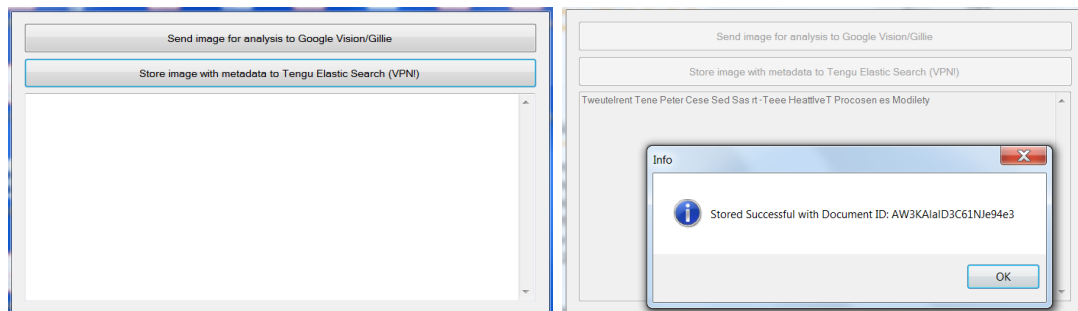 Send image for analysis to Google Vision/Gillie
Store image with metadata to Tengu Elastic Search (VPN!)
Send image for analysis to Google Vision/Gillie
Store image with metadata to Tengu Elastic Search (VPN!)
Tweutelrent Tene Peter Cese Sed Sas rt -Teee HeattlveT Procosen es Modilety
Info
Stored Successful with Document ID: AW3KAlaID3C61NJe94e3
OK